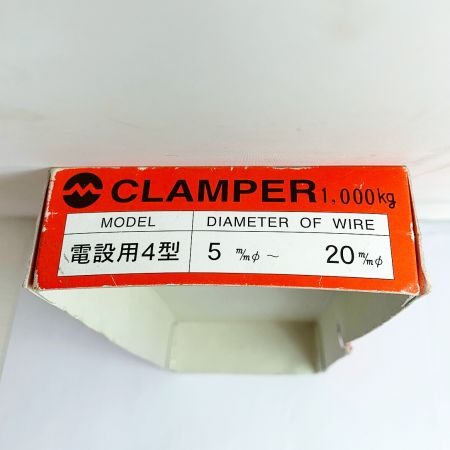 CLAMPER 1,000kg
MODEL DIAMETER OF WIRE
電設用4型 5 m/mφ ~ 20 m/mφ